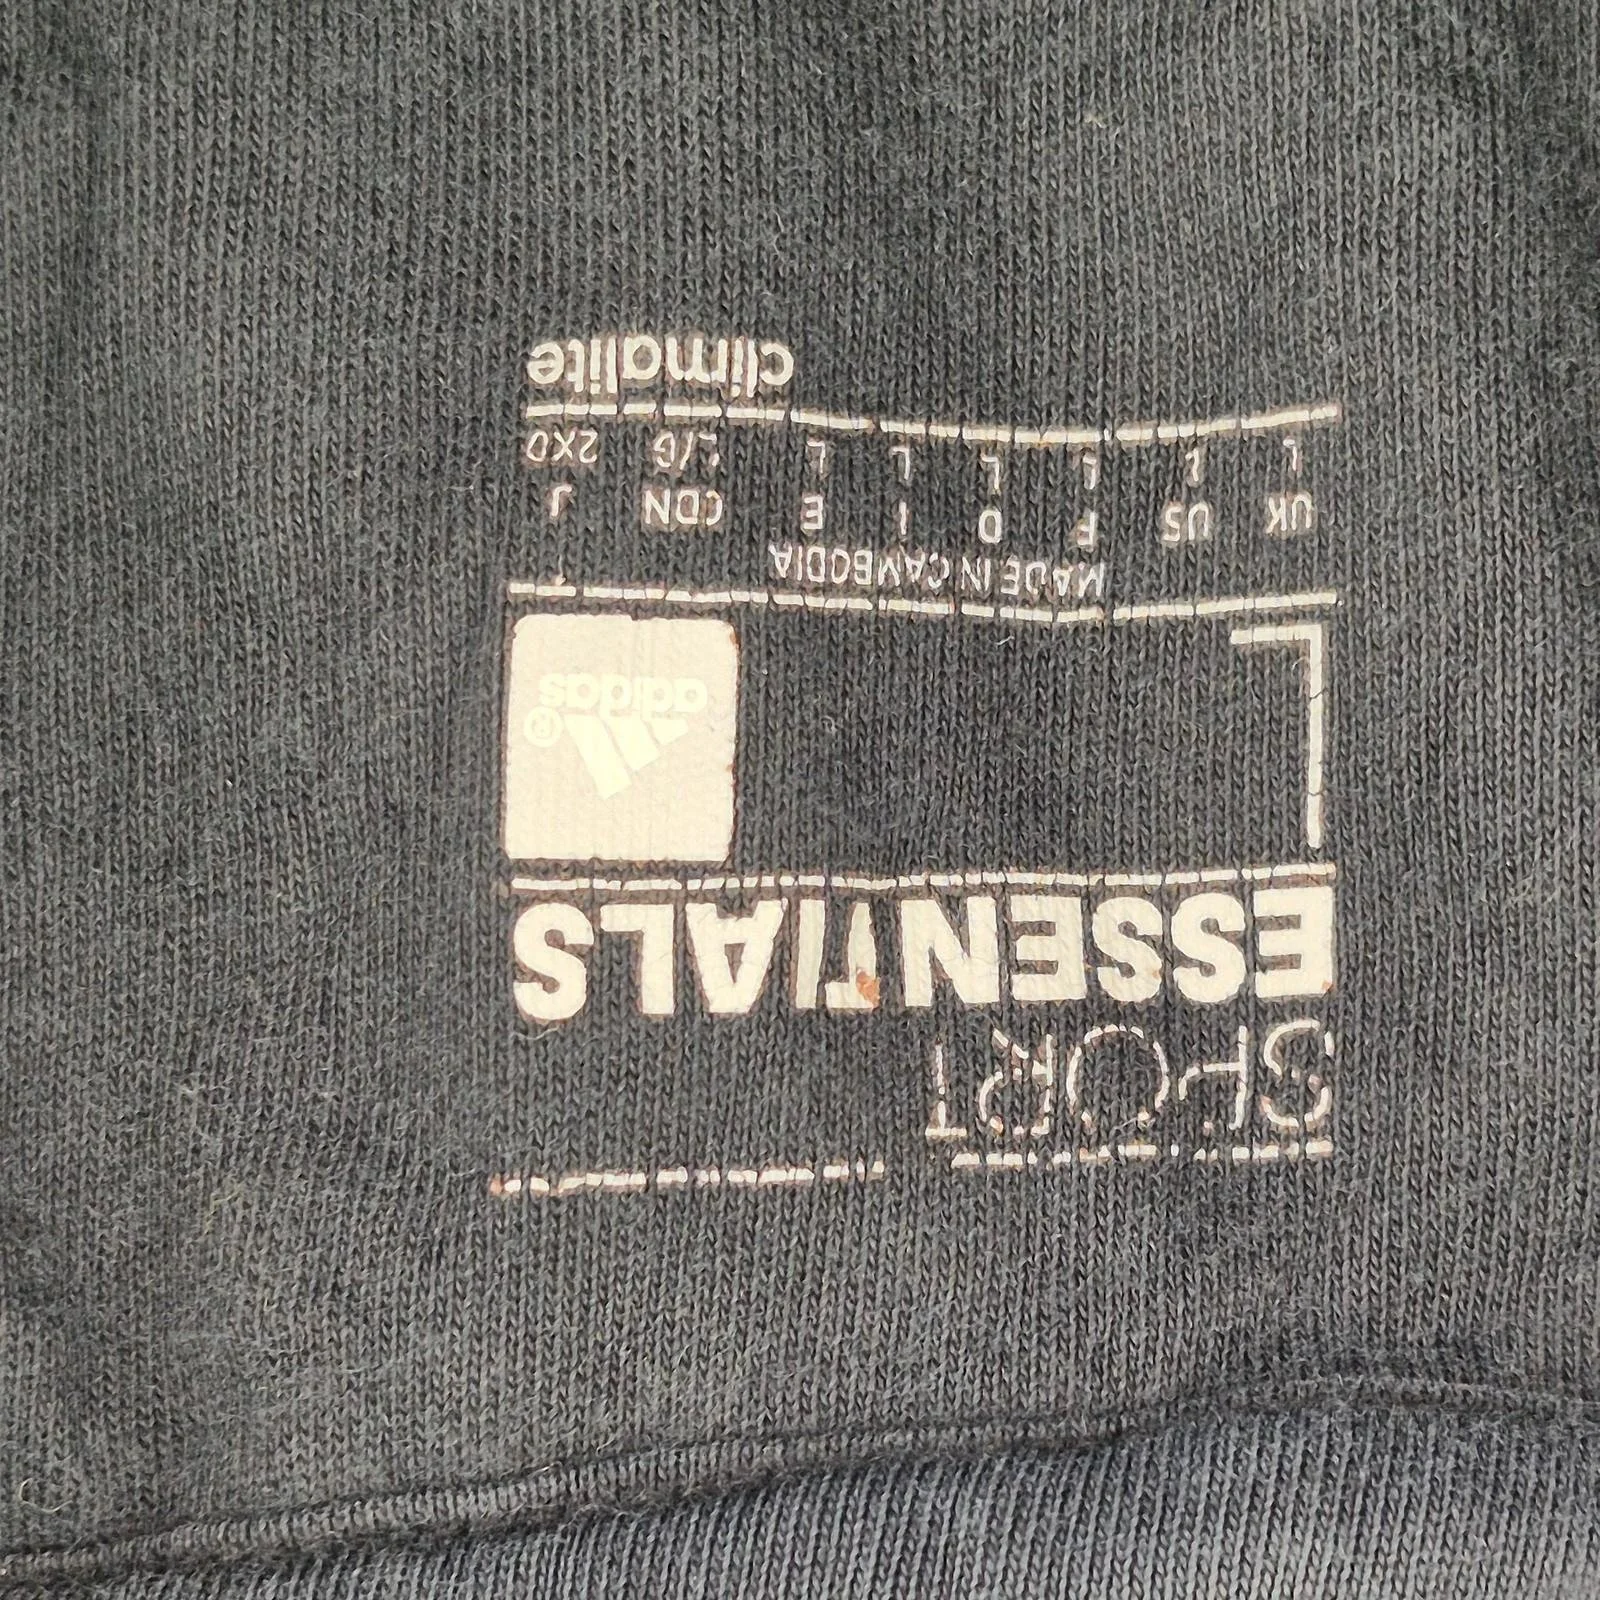 SPORT
ESSENTIALS
L
adidas®
MADE IN CAMBODIA
UK US F D I E CDN J
L L L L L L L/G 2XO
climalite